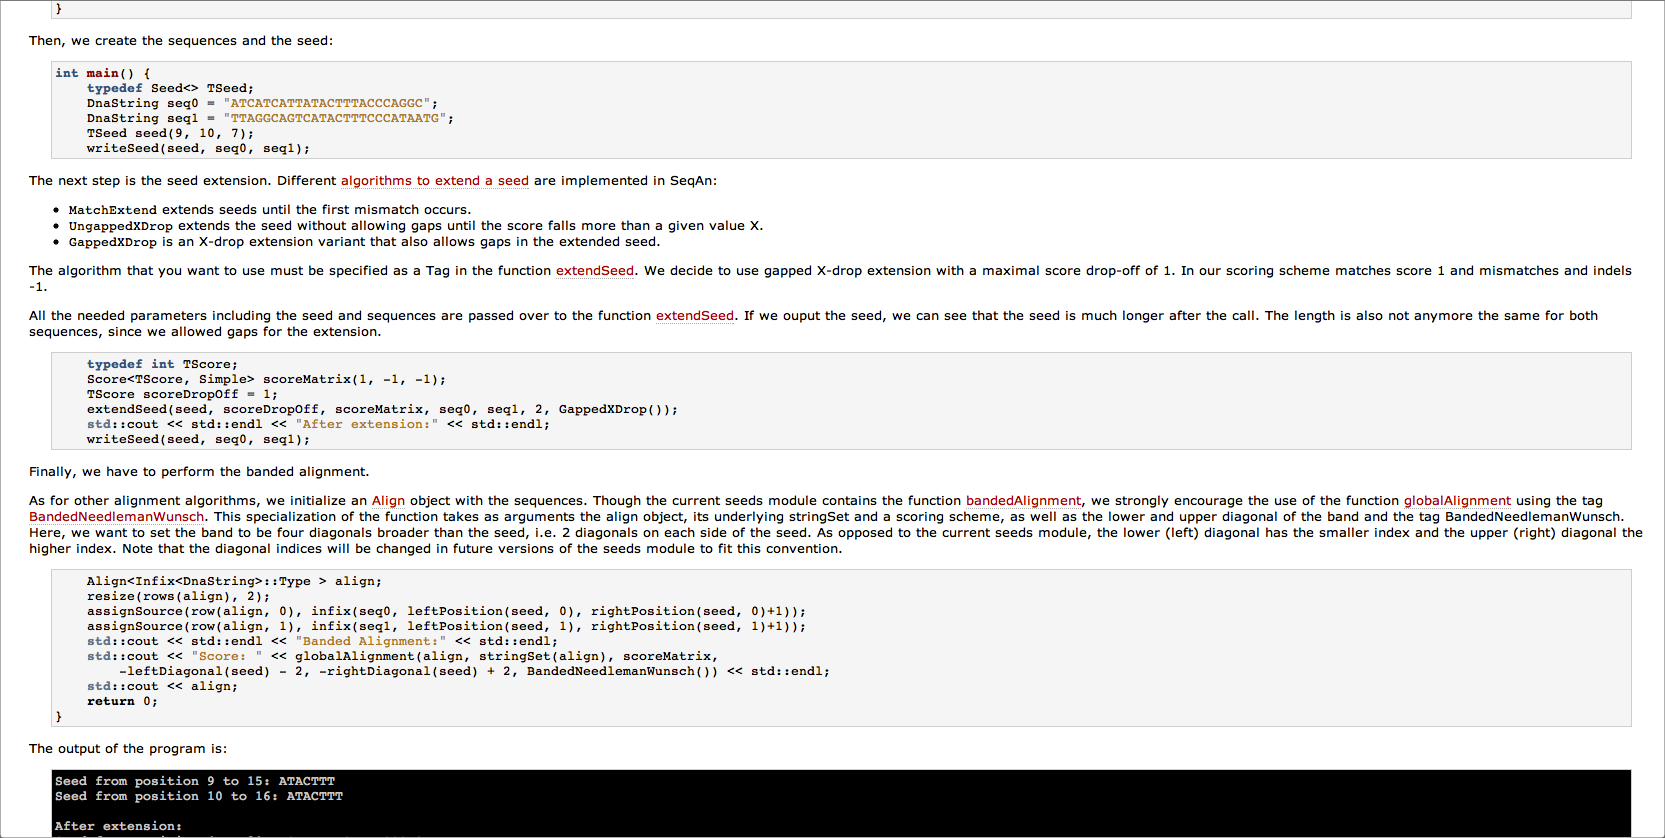 }
Then, we create the sequences and the seed:
int main() {
    typedef Seed<> TSeed;
    DnaString seq0 = "ATCATCATTATACTTTACCCAGGC";
    DnaString seq1 = "TTAGGCAGTCATACTTTCCCATAATG";
    TSeed seed(9, 10, 7);
    writeSeed(seed, seq0, seq1);
The next step is the seed extension. Different algorithms to extend a seed are implemented in SeqAn:
• MatchExtend extends seeds until the first mismatch occurs.
• UngappedXDrop extends the seed without allowing gaps until the score falls more than a given value X.
• GappedXDrop is an X-drop extension variant that also allows gaps in the extended seed.
The algorithm that you want to use must be specified as a Tag in the function extendSeed. We decide to use gapped X-drop extension with a maximal score drop-off of 1. In our scoring scheme matches score 1 and mismatches and indels
-1.
All the needed parameters including the seed and sequences are passed over to the function extendSeed. If we ouput the seed, we can see that the seed is much longer after the call. The length is also not anymore the same for both
sequences, since we allowed gaps for the extension.
    typedef int TScore;
    Score<TScore, Simple> scoreMatrix(1, -1, -1);
    TScore scoreDropOff = 1;
    extendSeed(seed, scoreDropOff, scoreMatrix, seq0, seq1, 2, GappedXDrop());
    std::cout << std::endl << "After extension:" << std::endl;
    writeSeed(seed, seq0, seq1);
Finally, we have to perform the banded alignment.
As for other alignment algorithms, we initialize an Align object with the sequences. Though the current seeds module contains the function bandedAlignment, we strongly encourage the use of the function globalAlignment using the tag
BandedNeedlemanWunsch. This specialization of the function takes as arguments the align object, its underlying stringSet and a scoring scheme, as well as the lower and upper diagonal of the band and the tag BandedNeedlemanWunsch.
Here, we want to set the band to be four diagonals broader than the seed, i.e. 2 diagonals on each side of the seed. As opposed to the current seeds module, the lower (left) diagonal has the smaller index and the upper (right) diagonal the
higher index. Note that the diagonal indices will be changed in future versions of the seeds module to fit this convention.
    Align<Infix<DnaString>::Type > align;
    resize(rows(align), 2);
    assignSource(row(align, 0), infix(seq0, leftPosition(seed, 0), rightPosition(seed, 0)+1));
    assignSource(row(align, 1), infix(seq1, leftPosition(seed, 1), rightPosition(seed, 1)+1));
    std::cout << std::endl << "Banded Alignment:" << std::endl;
    std::cout << "Score: " << globalAlignment(align, stringSet(align), scoreMatrix,
        -leftDiagonal(seed) - 2, -rightDiagonal(seed) + 2, BandedNeedlemanWunsch()) << std::endl;
    std::cout << align;
    return 0;
}
The output of the program is:
Seed from position 9 to 15: ATACTTT
Seed from position 10 to 16: ATACTTT
After extension: